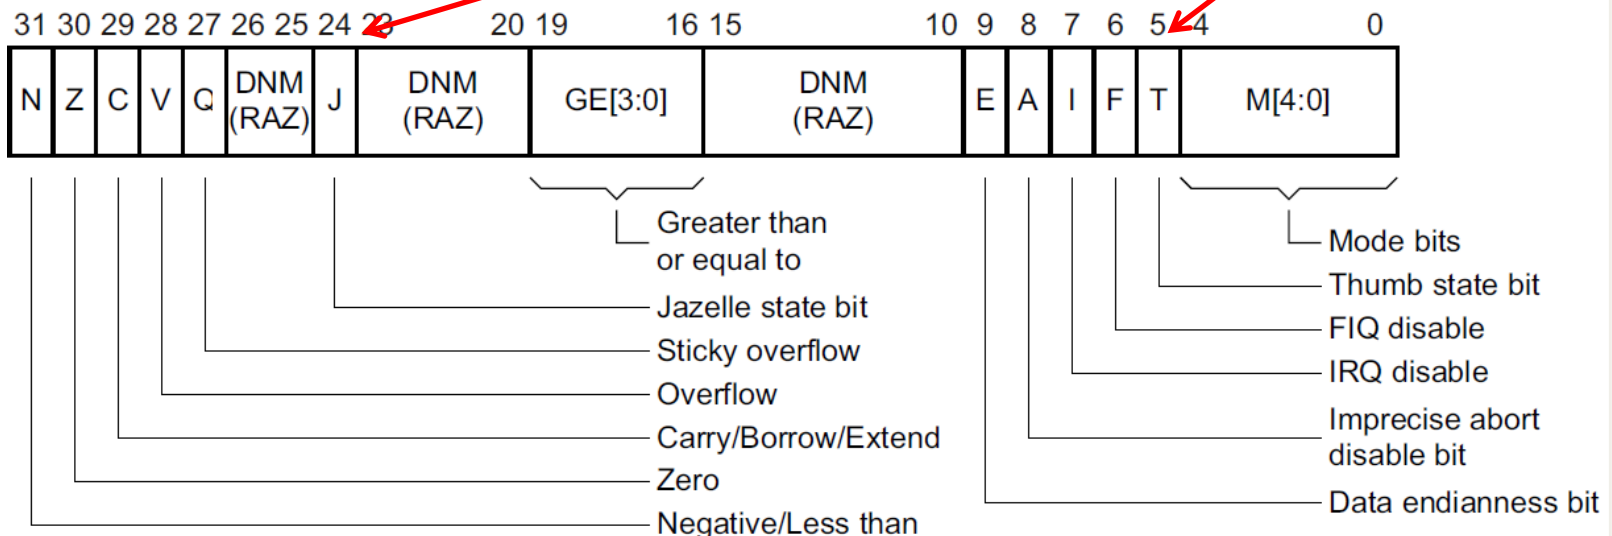 31 30 29 28 27 26 25 24 23 20 19 16 15 10 9 8 7 6 5 4 0
N Z C V Q DNM (RAZ) J DNM (RAZ) GE[3:0] DNM (RAZ) E A I F T M[4:0]
Greater than
or equal to
Jazelle state bit
Sticky overflow
Overflow
Carry/Borrow/Extend
Zero
Negative/Less than
Mode bits
Thumb state bit
FIQ disable
IRQ disable
Imprecise abort
disable bit
Data endianness bit